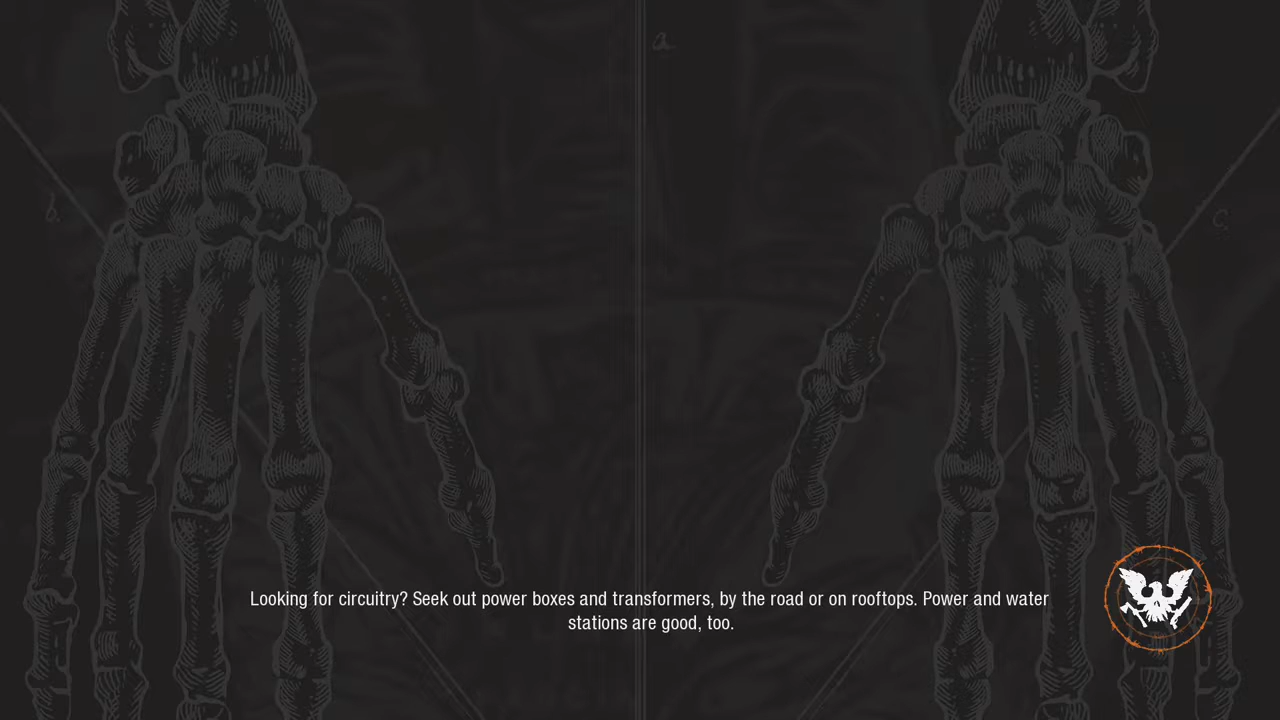 a
b.
c.
Looking for circuitry? Seek out power boxes and transformers, by the road or on rooftops. Power and water
stations are good, too.